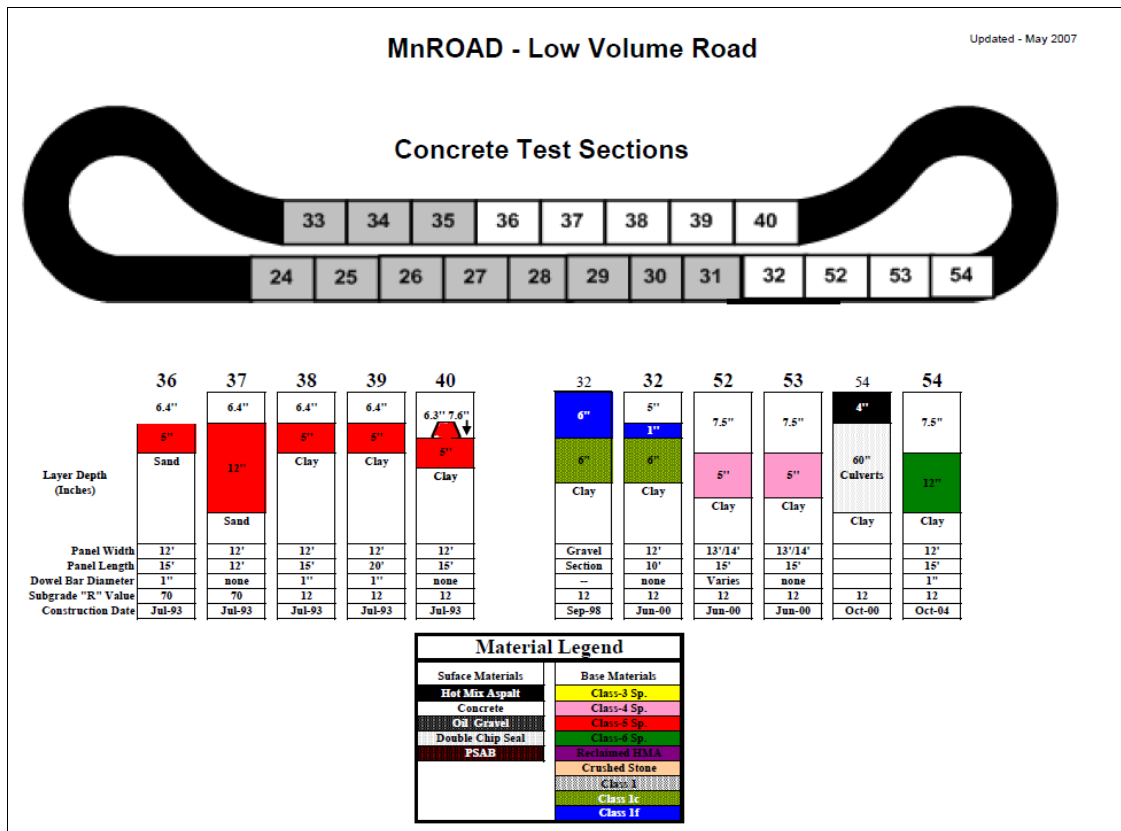 MnROAD - Low Volume Road
Updated - May 2007
Concrete Test Sections
33 34 35 36 37 38 39 40
24 25 26 27 28 29 30 31 32 52 53 54
36 37 38 39 40 32 32 52 53 54 54
6.4" 6.4" 6.4" 6.4" 6.3" 7.6" 6" 5" 7.5" 7.5" 4" 7.5"
5" 12" 5" 5" 5" 6" 1" 6" 5" 5" 60" Culverts 12"
Sand Sand Clay Clay Clay Clay Clay Clay Clay Clay Clay
Layer Depth
(Inches)
Panel Width 12' 12' 12' 12' 12' Gravel 12' 13'/14' 13'/14' 12'
Panel Length 15' 12' 15' 20' 15' Section 10' 15' 15' 15'
Dowel Bar Diameter 1" none 1" 1" none -- none Varies none 1"
Subgrade "R" Value 70 70 12 12 12 12 12 12 12 12 12
Construction Date Jul-93 Jul-93 Jul-93 Jul-93 Jul-93 Sep-98 Jun-00 Jun-00 Jun-00 Oct-00 Oct-04
Material Legend
Suface Materials Base Materials
Hot Mix Aspalt Class-3 Sp.
Concrete Class-4 Sp.
Oil Gravel Class-5 Sp.
Double Chip Seal Class-6 Sp.
PSAB Reclaimed HMA
Crushed Stone
Class 1
Class 1c
Class 1f